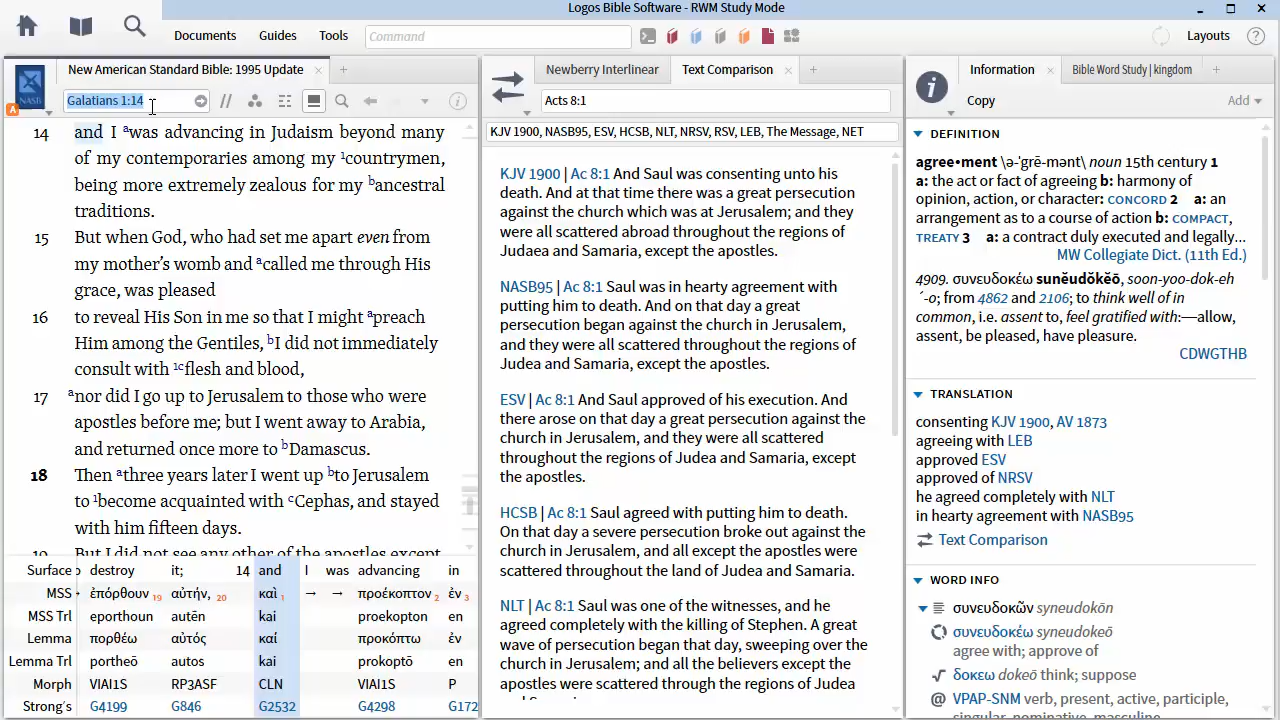 Logos Bible Software - RWM Study Mode
Documents Guides Tools Command Layouts
New American Standard Bible: 1995 Update
NASB
A
Galatians 1:14
14 and I ᵃwas advancing in Judaism beyond many
of my contemporaries among my ¹countrymen,
being more extremely zealous for my ᵇancestral
traditions.
15 But when God, who had set me apart even from
my mother’s womb and ᵃcalled me through His
grace, was pleased
16 to reveal His Son in me so that I might ᵃpreach
Him among the Gentiles, ᵇI did not immediately
consult with ¹ᶜflesh and blood,
17 ᵃnor did I go up to Jerusalem to those who were
apostles before me; but I went away to Arabia,
and returned once more to ᵇDamascus.
18 Then ᵃthree years later I went up ᵇto Jerusalem
to ¹become acquainted with ᶜCephas, and stayed
with him fifteen days.
19 But I did not see any other of the apostles except
Surface destroy it; 14 and I was advancing in
MSS ἐπόρθουν 19 αὐτήν, 20 καὶ 1 → → προέκοπτον 2 ἐν 3
MSS Trl eporthoun autēn kai proekopton en
Lemma πορθέω αὐτός καί προκόπτω ἐν
Lemma Trl portheō autos kai prokoptō en
Morph VIAI1S RP3ASF CLN VIAI1S P
Strong's G4199 G846 G2532 G4298 G172
Newberry Interlinear Text Comparison
Acts 8:1
KJV 1900, NASB95, ESV, HCSB, NLT, NRSV, RSV, LEB, The Message, NET
KJV 1900 | Ac 8:1 And Saul was consenting unto his
death. And at that time there was a great persecution
against the church which was at Jerusalem; and they
were all scattered abroad throughout the regions of
Judaea and Samaria, except the apostles.
NASB95 | Ac 8:1 Saul was in hearty agreement with
putting him to death. And on that day a great
persecution began against the church in Jerusalem,
and they were all scattered throughout the regions of
Judea and Samaria, except the apostles.
ESV | Ac 8:1 And Saul approved of his execution. And
there arose on that day a great persecution against the
church in Jerusalem, and they were all scattered
throughout the regions of Judea and Samaria, except
the apostles.
HCSB | Ac 8:1 Saul agreed with putting him to death.
On that day a severe persecution broke out against the
church in Jerusalem, and all except the apostles were
scattered throughout the land of Judea and Samaria.
NLT | Ac 8:1 Saul was one of the witnesses, and he
agreed completely with the killing of Stephen. A great
wave of persecution began that day, sweeping over the
church in Jerusalem; and all the believers except the
apostles were scattered through the regions of Judea
and Samaria.
Information Bible Word Study | kingdom
Copy Add
DEFINITION
agree•ment \ə-ˈgrē-mənt\ noun 15th century 1
a: the act or fact of agreeing b: harmony of
opinion, action, or character: CONCORD 2 a: an
arrangement as to a course of action b: COMPACT,
TREATY 3 a: a contract duly executed and legally...
MW Collegiate Dict. (11th Ed.)
4909. συνευδοκέω sunĕudŏkĕō, soon-yoo-dok-eh
´-o; from 4862 and 2106; to think well of in
common, i.e. assent to, feel gratified with:—allow,
assent, be pleased, have pleasure.
CDWGTHB
TRANSLATION
consenting KJV 1900, AV 1873
agreeing with LEB
approved ESV
approved of NRSV
he agreed completely with NLT
in hearty agreement with NASB95
Text Comparison
WORD INFO
συνευδοκῶν syneudokōn
συνευδοκέω syneudokeō
agree with; approve of
δοκεω dokeō think; suppose
@ VPAP-SNM verb, present, active, participle,
singular, nominative, masculine